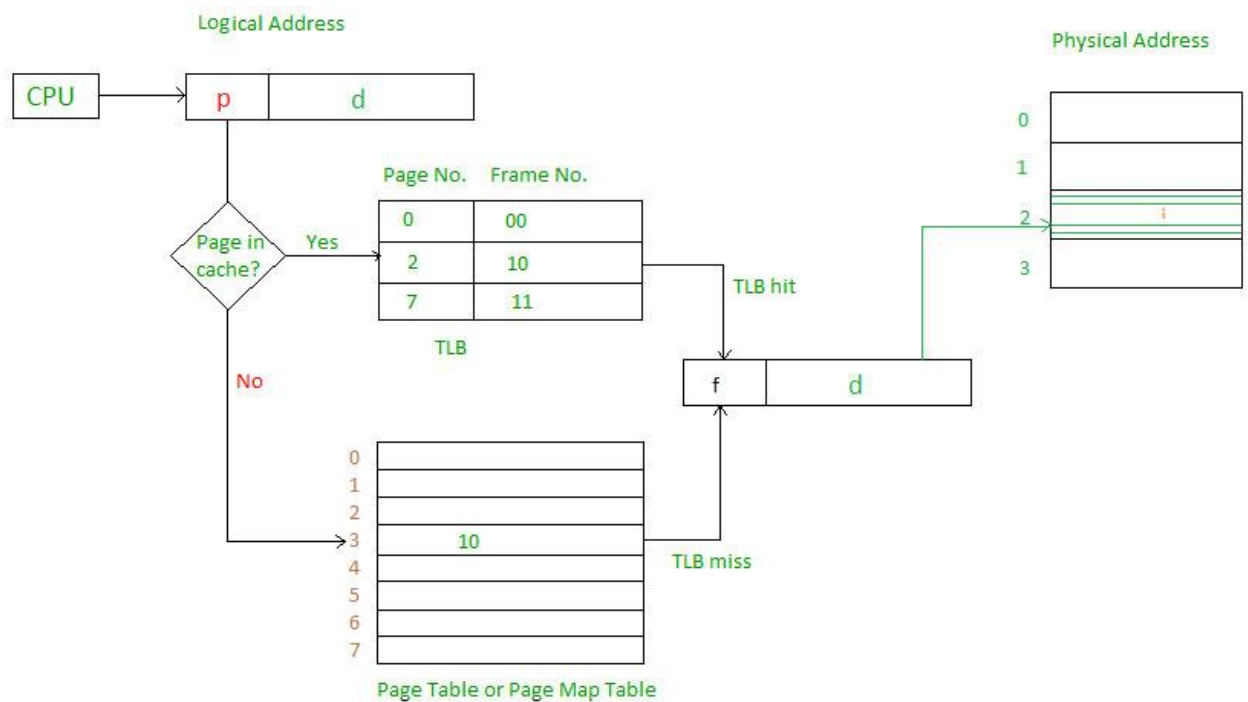 Logical Address
Physical Address
CPU
p d
Page No. Frame No.
0 00
2 10
7 11
TLB
Page in
cache?
Yes
No
TLB hit
f d
0
1
2 i
3
0
1
2
3 10
4
5
6
7
TLB miss
Page Table or Page Map Table